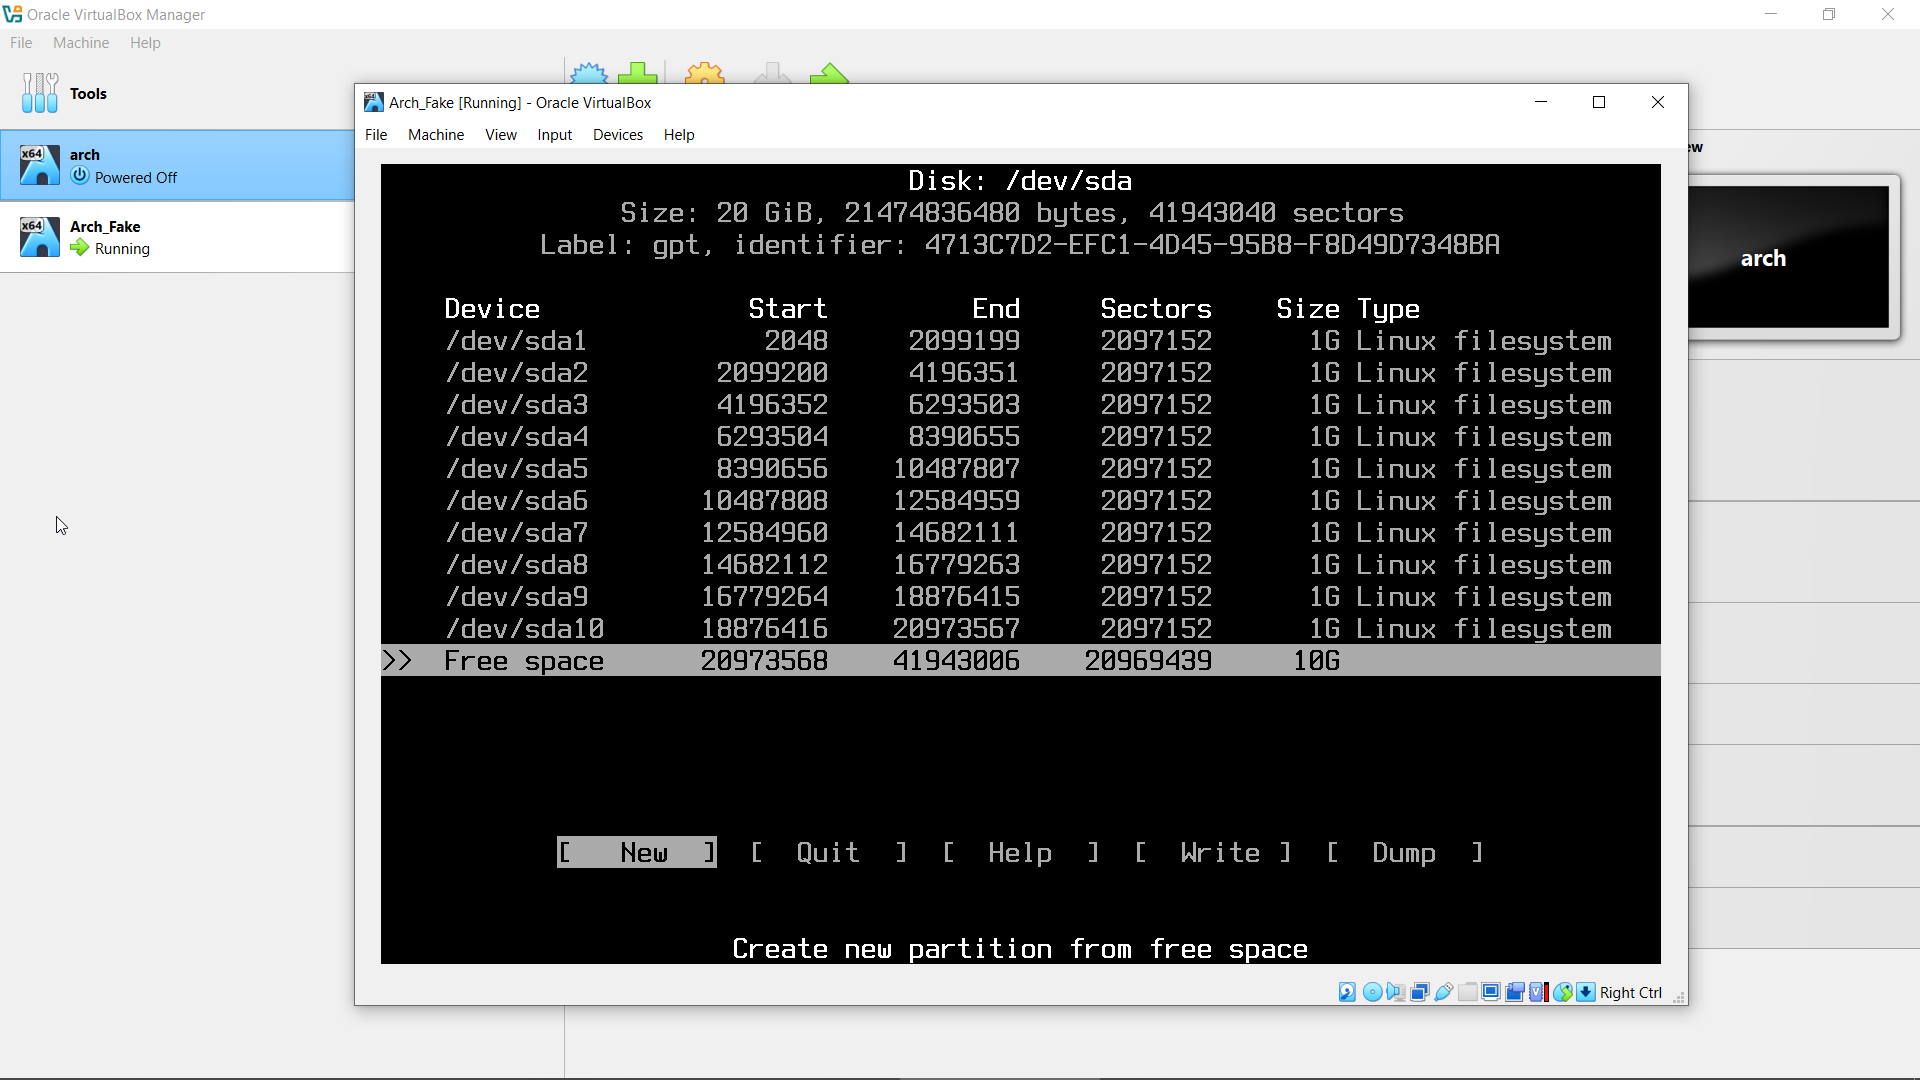 Oracle VirtualBox Manager
File Machine Help
Tools
arch
Powered Off
Arch_Fake
Running
Arch_Fake [Running] - Oracle VirtualBox
File Machine View Input Devices Help
Disk: /dev/sda
Size: 20 GiB, 21474836480 bytes, 41943040 sectors
Label: gpt, identifier: 4713C7D2-EFC1-4D45-95B8-F8D49D7348BA
Device Start End Sectors Size Type
/dev/sda1 2048 2099199 2097152 1G Linux filesystem
/dev/sda2 2099200 4196351 2097152 1G Linux filesystem
/dev/sda3 4196352 6293503 2097152 1G Linux filesystem
/dev/sda4 6293504 8390655 2097152 1G Linux filesystem
/dev/sda5 8390656 10487807 2097152 1G Linux filesystem
/dev/sda6 10487808 12584959 2097152 1G Linux filesystem
/dev/sda7 12584960 14682111 2097152 1G Linux filesystem
/dev/sda8 14682112 16779263 2097152 1G Linux filesystem
/dev/sda9 16779264 18876415 2097152 1G Linux filesystem
/dev/sda10 18876416 20973567 2097152 1G Linux filesystem
>> Free space 20973568 41943006 20969439 10G
[ New ] [ Quit ] [ Help ] [ Write ] [ Dump ]
Create new partition from free space
Right Ctrl
ew
arch